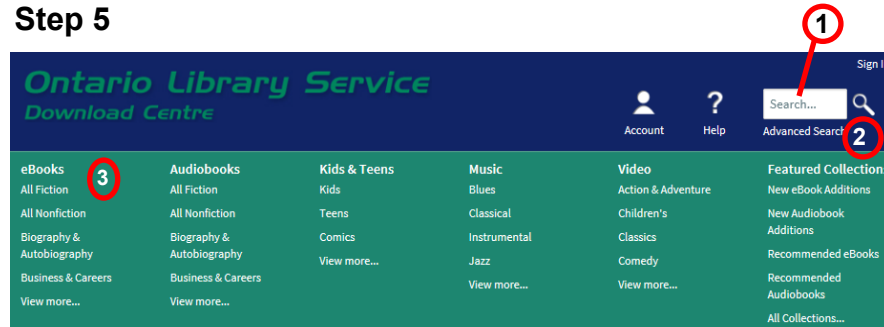 Step 5
1
Ontario Library Service
Download Centre
Sign I
Account
Help
Search...
Advanced Search
2
eBooks
3
All Fiction
All Nonfiction
Biography &
Autobiography
Business & Careers
View more...
Audiobooks
All Fiction
All Nonfiction
Biography &
Autobiography
Business & Careers
View more...
Kids & Teens
Kids
Teens
Comics
View more...
Music
Blues
Classical
Instrumental
Jazz
View more...
Video
Action & Adventure
Children's
Classics
Comedy
View more...
Featured Collections
New eBook Additions
New Audiobook
Additions
Recommended eBooks
Recommended
Audiobooks
All Collections...